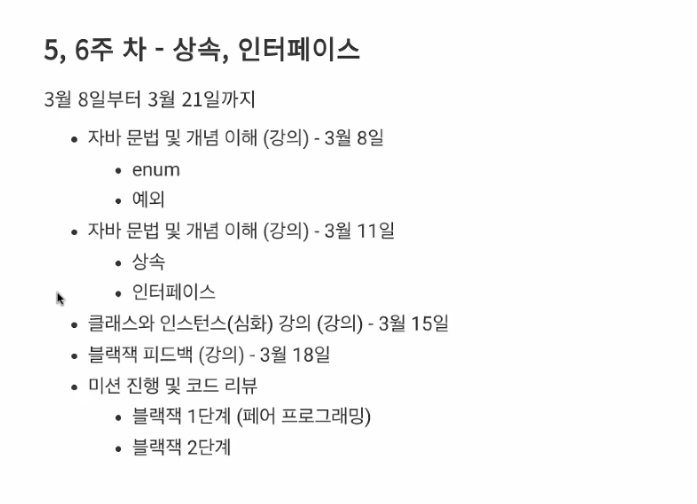 5, 6주 차 - 상속, 인터페이스
3월 8일부터 3월 21일까지
자바 문법 및 개념 이해 (강의) - 3월 8일
enum
예외
자바 문법 및 개념 이해 (강의) - 3월 11일
상속
인터페이스
클래스와 인스턴스(심화) 강의 (강의) - 3월 15일
블랙잭 피드백 (강의) - 3월 18일
미션 진행 및 코드 리뷰
블랙잭 1단계 (페어 프로그래밍)
블랙잭 2단계